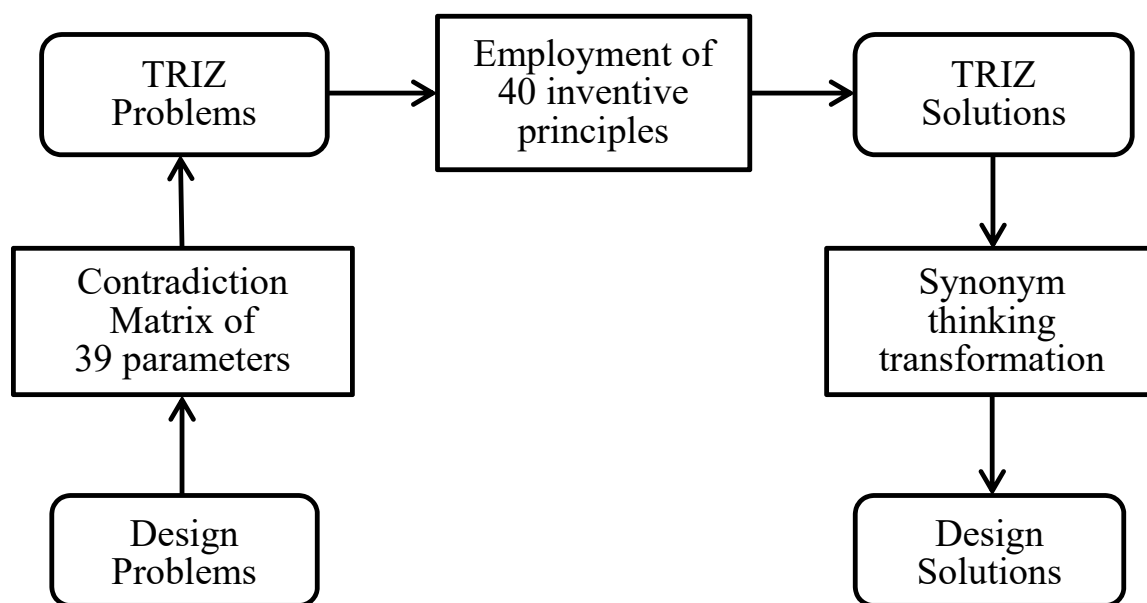 TRIZ
Problems
Employment of
40 inventive
principles
TRIZ
Solutions
Contradiction
Matrix of
39 parameters
Synonym
thinking
transformation
Design
Problems
Design
Solutions